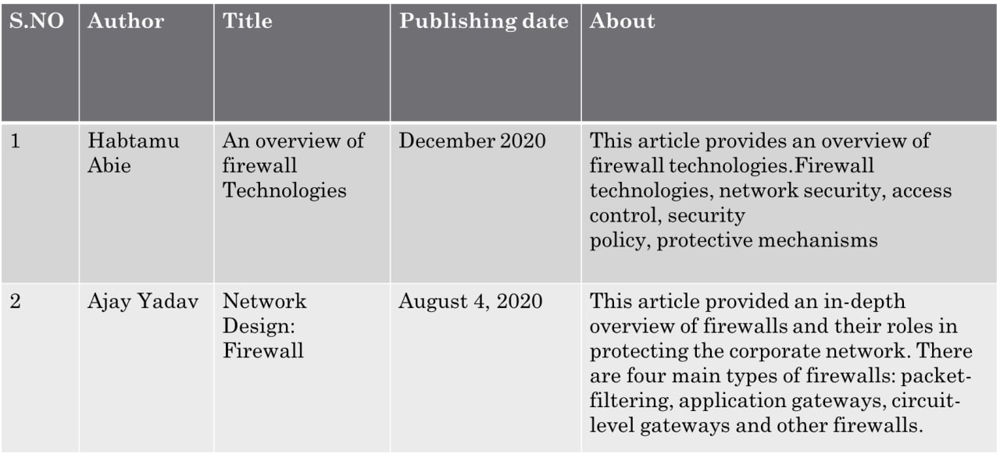 S.NO Author Title Publishing date About
1
Habtamu
Abie
An overview of
firewall
Technologies
December 2020
This article provides an overview of
firewall technologies.Firewall
technologies, network security, access
control, security
policy, protective mechanisms
2
Ajay Yadav
Network
Design:
Firewall
August 4, 2020
This article provided an in-depth
overview of firewalls and their roles in
protecting the corporate network. There
are four main types of firewalls: packet-
filtering, application gateways, circuit-
level gateways and other firewalls.